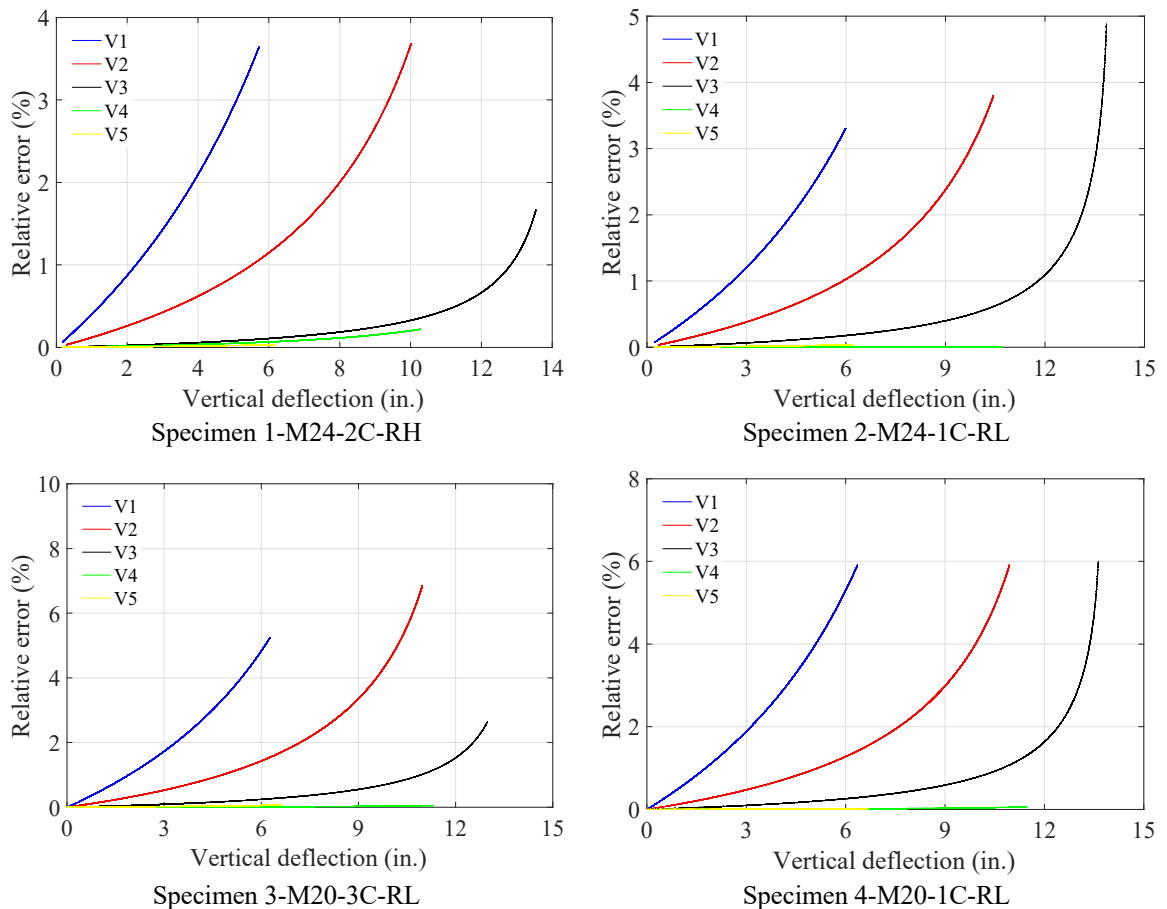 4
3
2
1
0
Relative error (%)
V1
V2
V3
V4
V5
0 2 4 6 8 10 12 14
Vertical deflection (in.)
Specimen 1-M24-2C-RH
5
4
3
2
1
0
Relative error (%)
V1
V2
V3
V4
V5
0 3 6 9 12 15
Vertical deflection (in.)
Specimen 2-M24-1C-RL
10
8
6
4
2
0
Relative error (%)
V1
V2
V3
V4
V5
0 3 6 9 12 15
Vertical deflection (in.)
Specimen 3-M20-3C-RL
8
6
4
2
0
Relative error (%)
V1
V2
V3
V4
V5
0 3 6 9 12 15
Vertical deflection (in.)
Specimen 4-M20-1C-RL